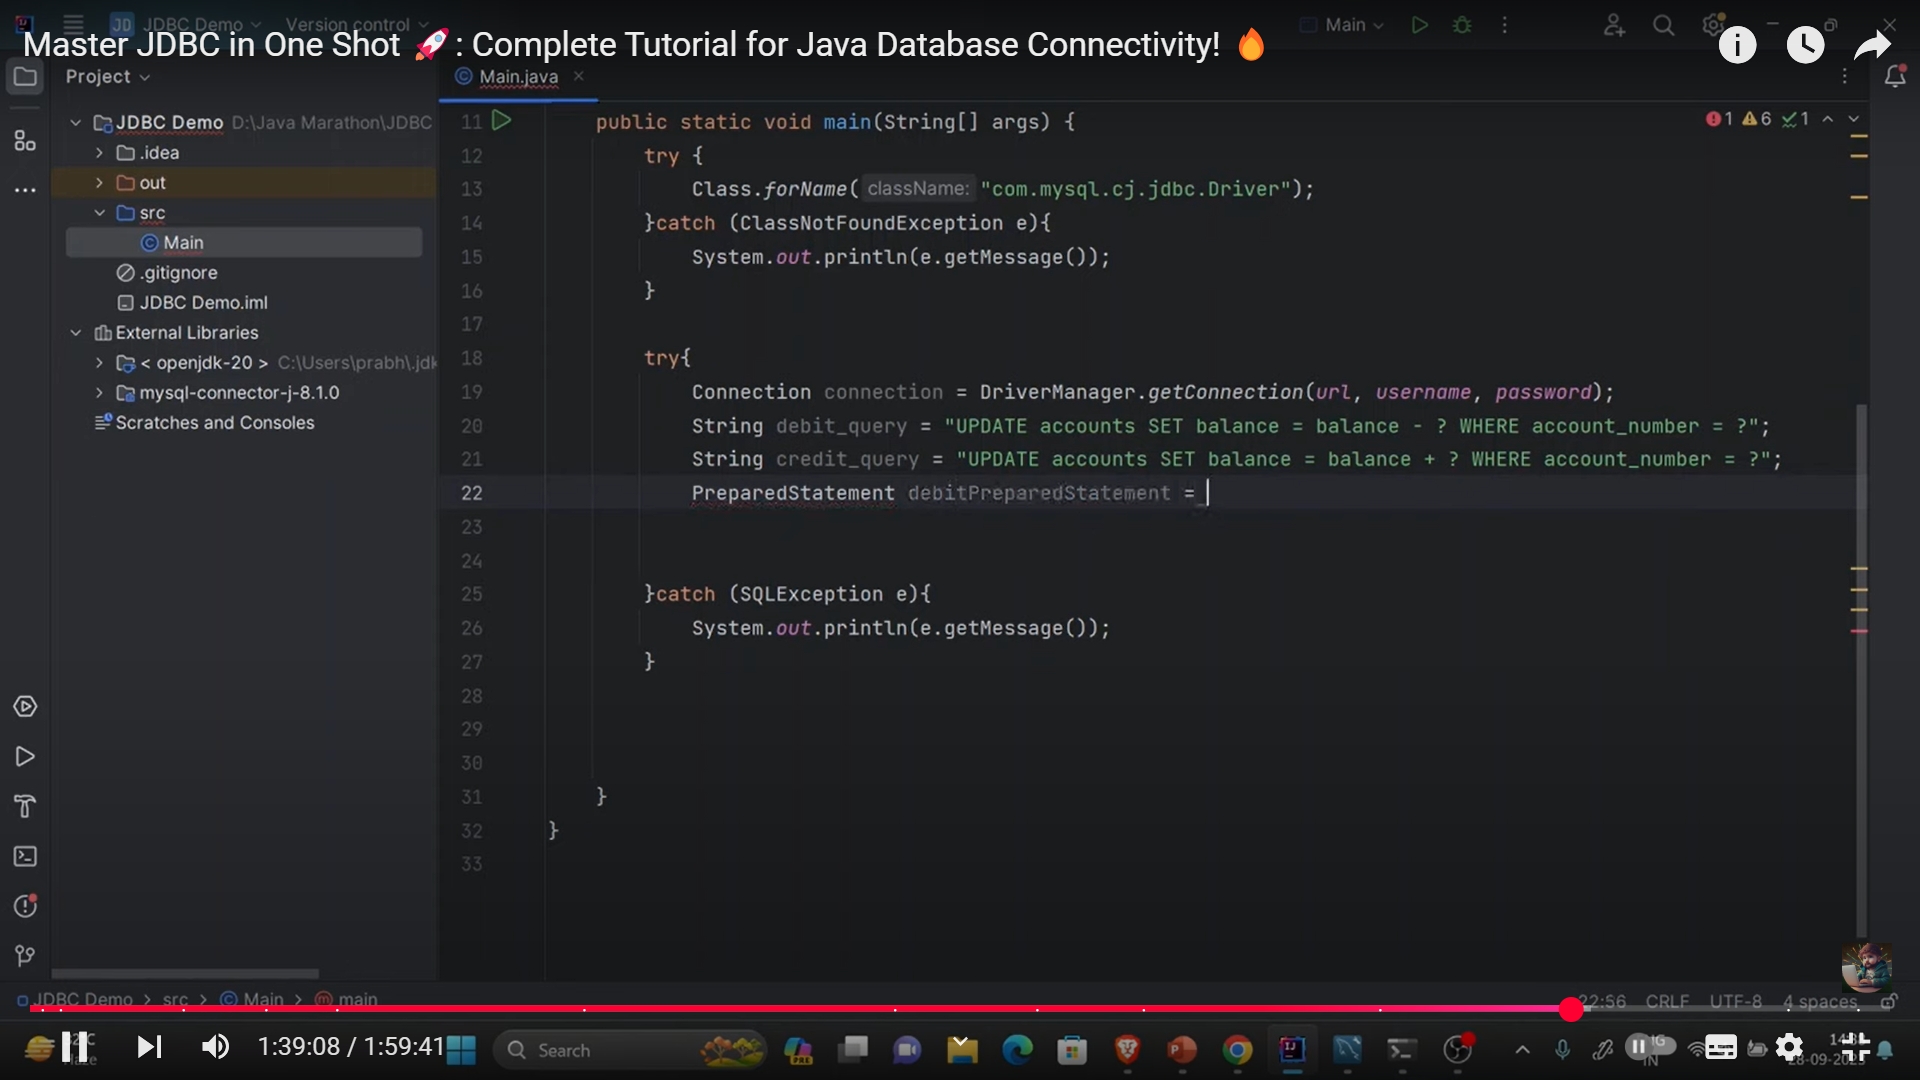 JD JDBC Demo Version control Main
Master JDBC in One Shot 🚀 : Complete Tutorial for Java Database Connectivity! 🔥
Project
Main.java
JDBC Demo D:\Java Marathon\JDBC
.idea
out
src
Main
.gitignore
JDBC Demo.iml
External Libraries
< openjdk-20 > C:\Users\prabh\.jdk
mysql-connector-j-8.1.0
Scratches and Consoles
1 6 1
11 public static void main(String[] args) {
12 try {
13 Class.forName( className: "com.mysql.cj.jdbc.Driver");
14 }catch (ClassNotFoundException e){
15 System.out.println(e.getMessage());
16 }
17
18 try{
19 Connection connection = DriverManager.getConnection(url, username, password);
20 String debit_query = "UPDATE accounts SET balance = balance - ? WHERE account_number = ?";
21 String credit_query = "UPDATE accounts SET balance = balance + ? WHERE account_number = ?";
22 PreparedStatement debitPreparedStatement =
23
24
25 }catch (SQLException e){
26 System.out.println(e.getMessage());
27 }
28
29
30
31 }
32 }
33
JDBC Demo > src > Main > main
22:56 CRLF UTF-8 4 spaces
1:39:08 / 1:59:41
Search